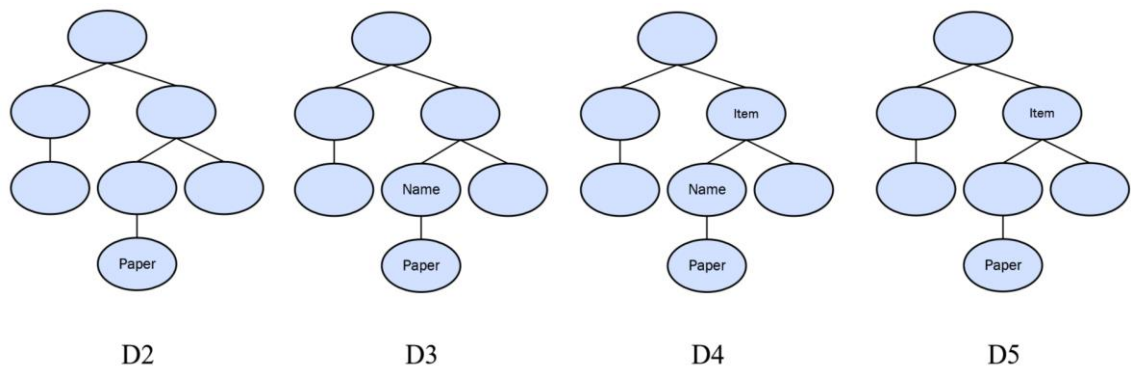 Item Item
Name Name
Paper Paper Paper Paper
D2 D3 D4 D5